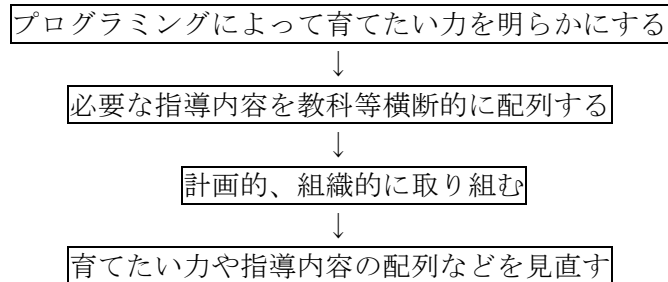 プログラミングによって育てたい力を明らかにする
↓
必要な指導内容を教科等横断的に配列する
↓
計画的、組織的に取り組む
↓
育てたい力や指導内容の配列などを見直す